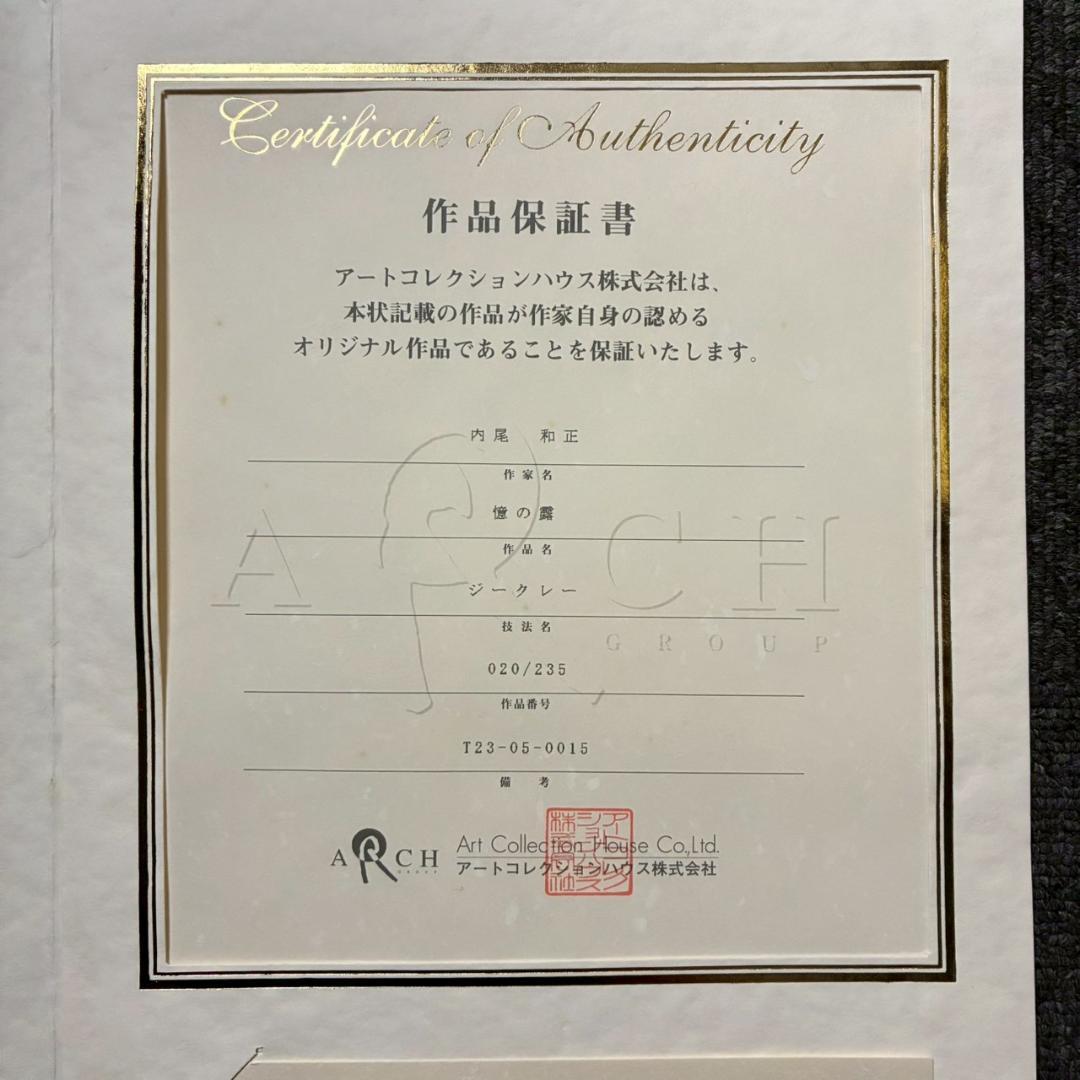 Certificate of Authenticity
作品保証書
アートコレクションハウス株式会社は、
本状記載の作品が作家自身の認める
オリジナル作品であることを保証いたします。
内尾 和正
作家名
憶の露
作品名
ジークレー
技法名
020/235
作品番号
T23-05-0015
備考
ARCH
GROUP
ARCH
GROUP
Art Collection House Co.,Ltd.
アートコレクションハウス株式会社